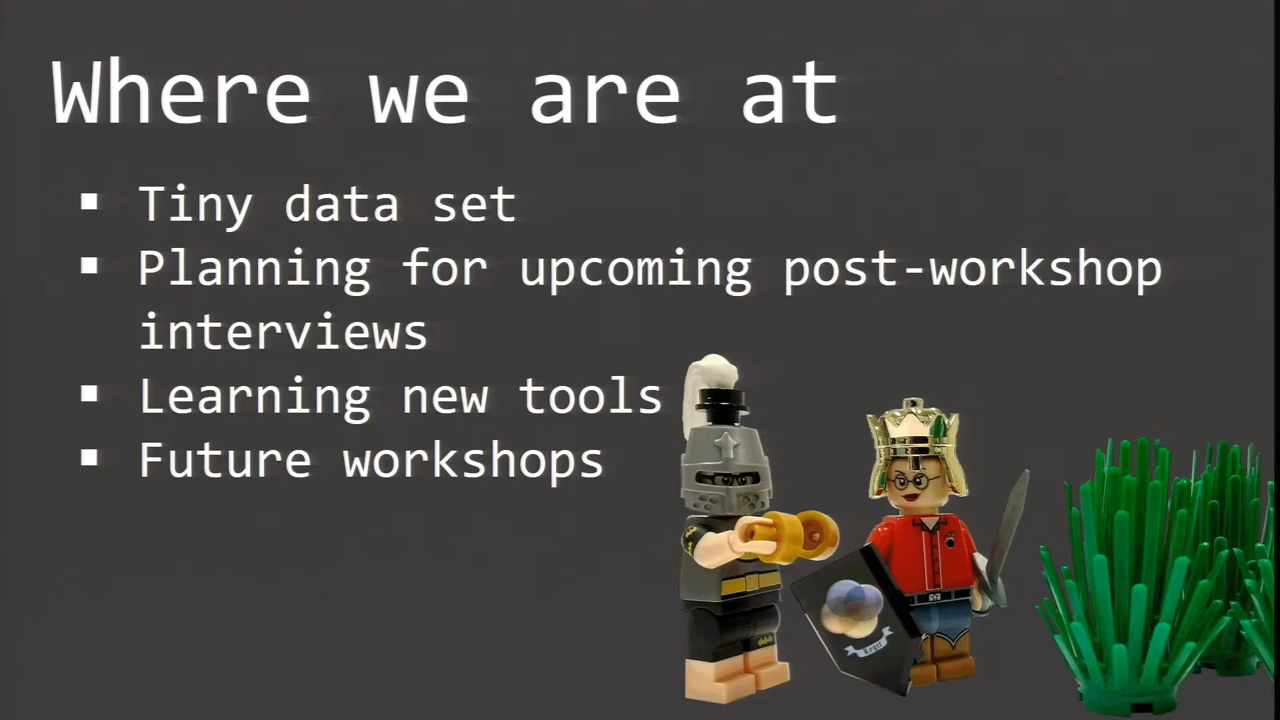 Where we are at
▪ Tiny data set
▪ Planning for upcoming post-workshop
interviews
▪ Learning new tools
▪ Future workshops